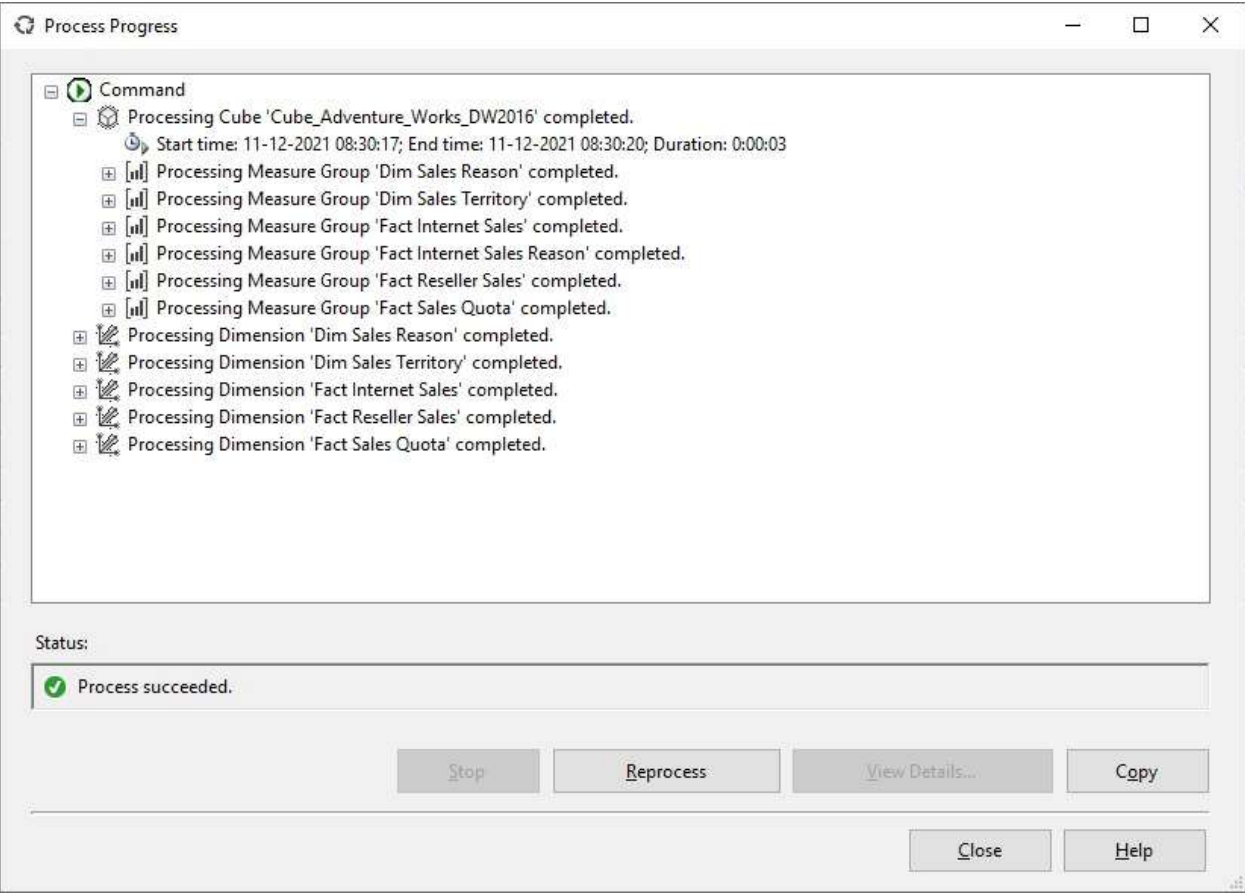 Process Progress
Command
Processing Cube 'Cube_Adventure_Works_DW2016' completed.
Start time: 11-12-2021 08:30:17; End time: 11-12-2021 08:30:20; Duration: 0:00:03
Processing Measure Group 'Dim Sales Reason' completed.
Processing Measure Group 'Dim Sales Territory' completed.
Processing Measure Group 'Fact Internet Sales' completed.
Processing Measure Group 'Fact Internet Sales Reason' completed.
Processing Measure Group 'Fact Reseller Sales' completed.
Processing Measure Group 'Fact Sales Quota' completed.
Processing Dimension 'Dim Sales Reason' completed.
Processing Dimension 'Dim Sales Territory' completed.
Processing Dimension 'Fact Internet Sales' completed.
Processing Dimension 'Fact Reseller Sales' completed.
Processing Dimension 'Fact Sales Quota' completed.
Status:
Process succeeded.
Stop Reprocess View Details... Copy
Close Help